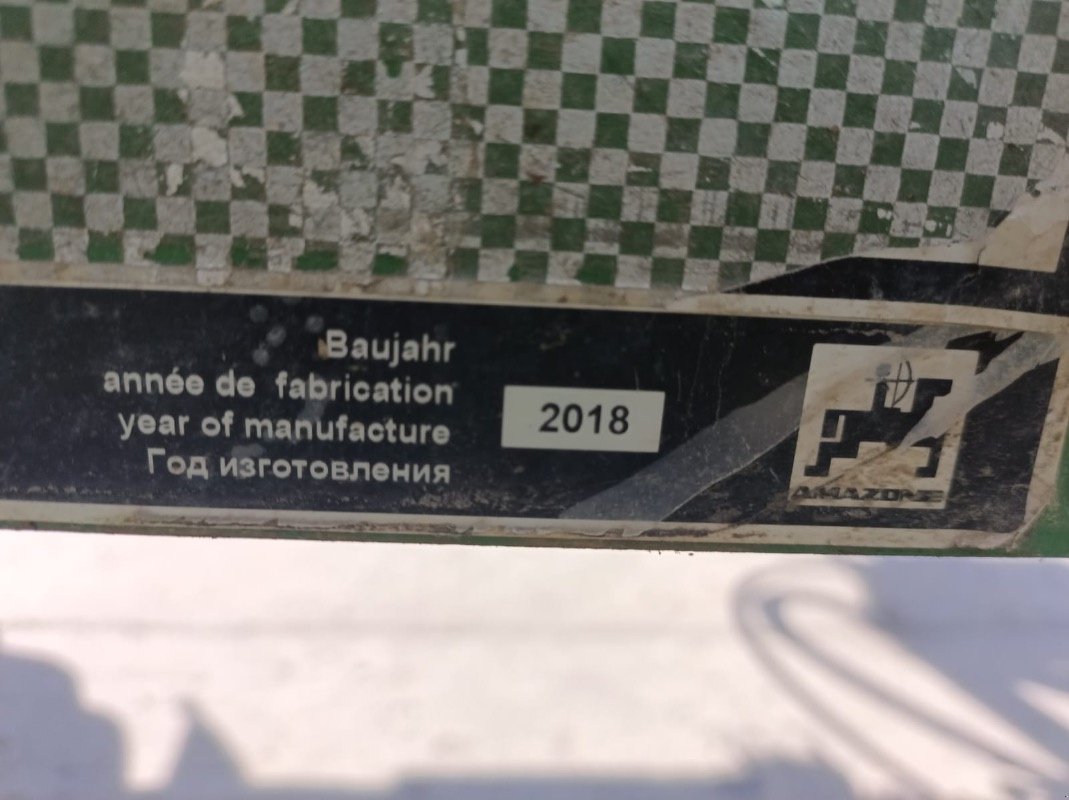 Baujahr
année de fabrication
year of manufacture
Год изготовления
2018
AMAZONE